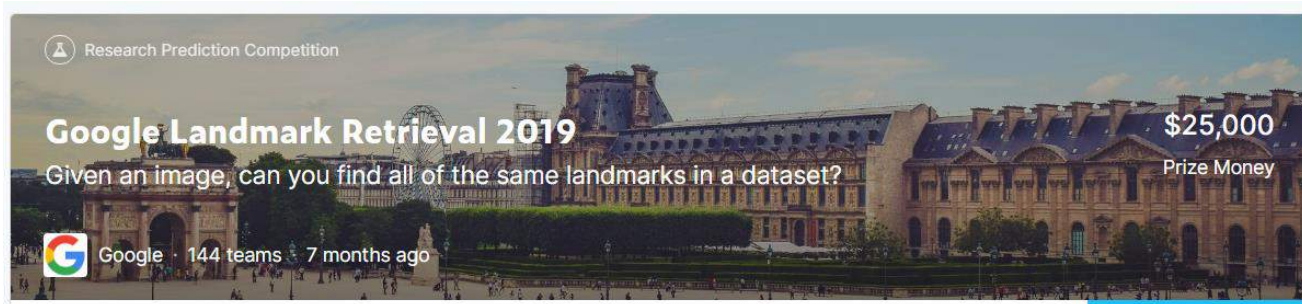 Research Prediction Competition
Google Landmark Retrieval 2019
$25,000
Given an image, can you find all of the same landmarks in a dataset?
Prize Money
Google · 144 teams · 7 months ago